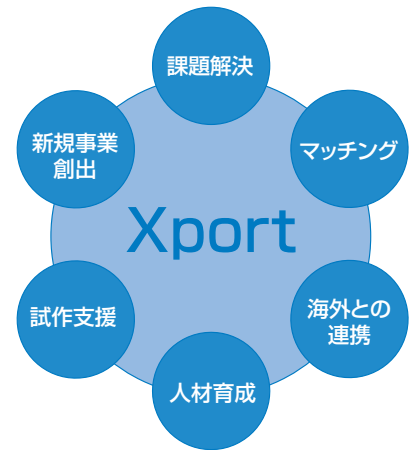 課題解決
新規事業
創出
マッチング
Xport
試作支援
海外との
連携
人材育成